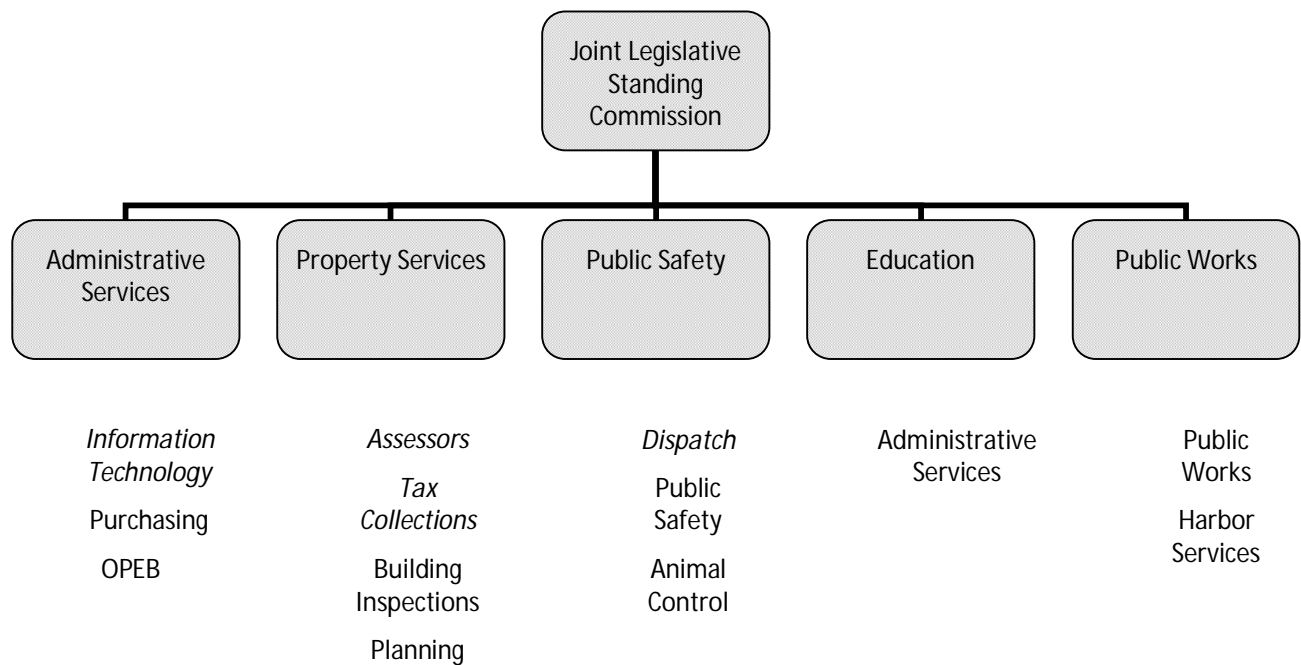 Joint Legislative
Standing
Commission
Administrative
Services
Property Services
Public Safety
Education
Public Works
Information
Technology
Purchasing
OPEB
Assessors
Tax
Collections
Building
Inspections
Planning
Dispatch
Public
Safety
Animal
Control
Administrative
Services
Public
Works
Harbor
Services